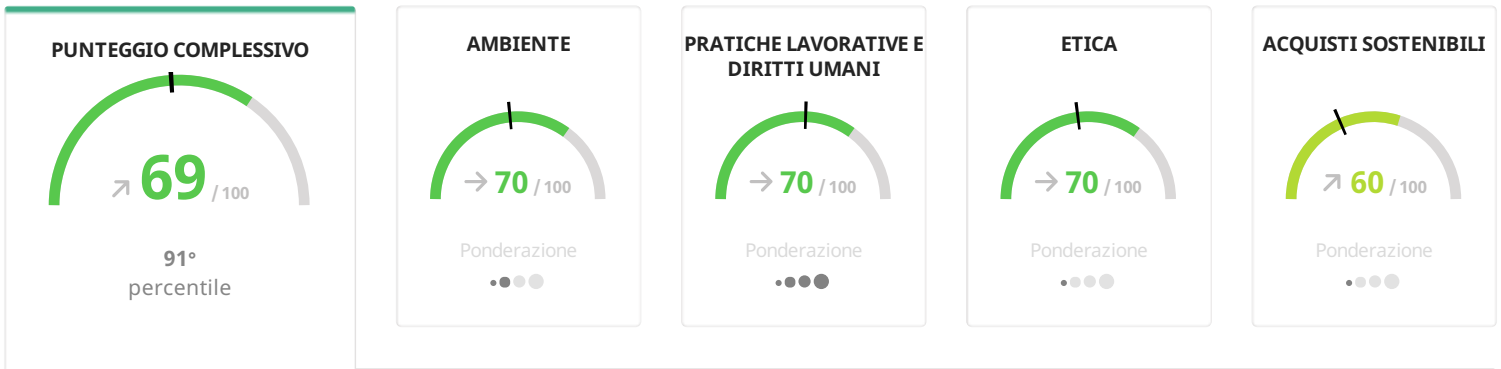 PUNTEGGIO COMPLESSIVO
69 / 100
91°
percentile
AMBIENTE
70 / 100
Ponderazione
PRATICHE LAVORATIVE E
DIRITTI UMANI
70 / 100
Ponderazione
ETICA
70 / 100
Ponderazione
ACQUISTI SOSTENIBILI
60 / 100
Ponderazione